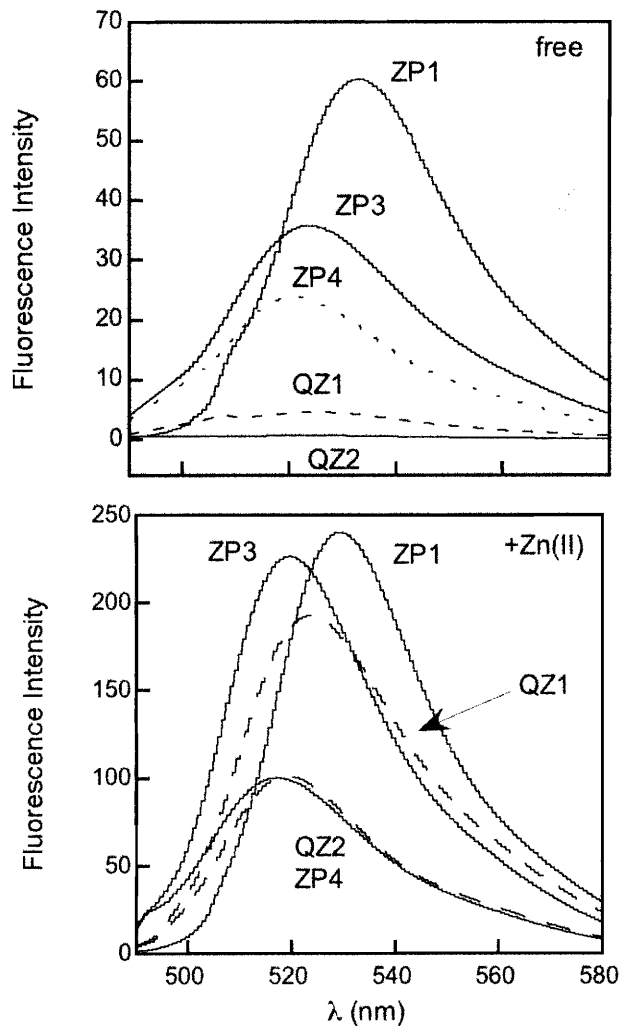 70
60
50
40
30
20
10
0
Fluorescence Intensity
free
ZP1
ZP3
ZP4
QZ1
QZ2
250
200
150
100
50
0
Fluorescence Intensity
ZP3
ZP1
+Zn(II)
QZ1
QZ2
ZP4
500 520 540 560 580
λ (nm)